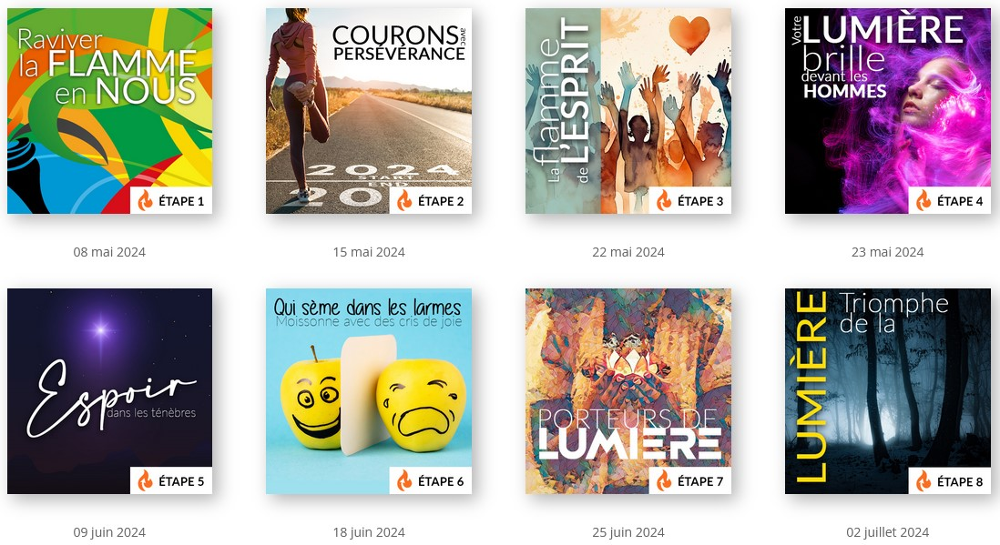 Raviver
la FLAMME
en NOUS
ÉTAPE 1
08 mai 2024
COURONS avec
PERSÉVÉRANCE
2024
START
END
20
ÉTAPE 2
15 mai 2024
La flamme
de L'ESPRIT
ÉTAPE 3
22 mai 2024
Votre LUMIÈRE
brille
devant les
HOMMES
ÉTAPE 4
23 mai 2024
Espoir
dans les ténèbres
ÉTAPE 5
09 juin 2024
Qui sème dans les larmes
Moissonne avec des cris de joie
ÉTAPE 6
18 juin 2024
PORTEURS DE
LUMIERE
ÉTAPE 7
25 juin 2024
Triomphe
de la
LUMIÈRE
ÉTAPE 8
02 juillet 2024